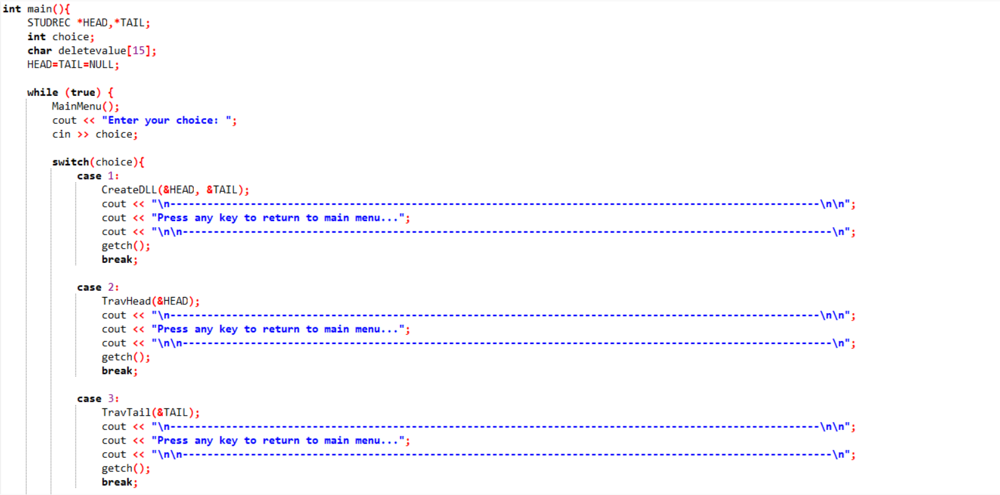 int main(){
STUDREC *HEAD,*TAIL;
int choice;
char deletevalue[15];
HEAD=TAIL=NULL;
while (true) {
MainMenu();
cout << "Enter your choice: ";
cin >> choice;
switch(choice){
case 1:
CreateDLL(&HEAD, &TAIL);
cout << "\n---------------------------------------------------------------------------------------------------------\n\n";
cout << "Press any key to return to main menu...";
cout << "\n\n---------------------------------------------------------------------------------------------------------\n";
getch();
break;
case 2:
TravHead(&HEAD);
cout << "\n---------------------------------------------------------------------------------------------------------\n\n";
cout << "Press any key to return to main menu...";
cout << "\n\n---------------------------------------------------------------------------------------------------------\n";
getch();
break;
case 3:
TravTail(&TAIL);
cout << "\n---------------------------------------------------------------------------------------------------------\n\n";
cout << "Press any key to return to main menu...";
cout << "\n\n---------------------------------------------------------------------------------------------------------\n";
getch();
break;